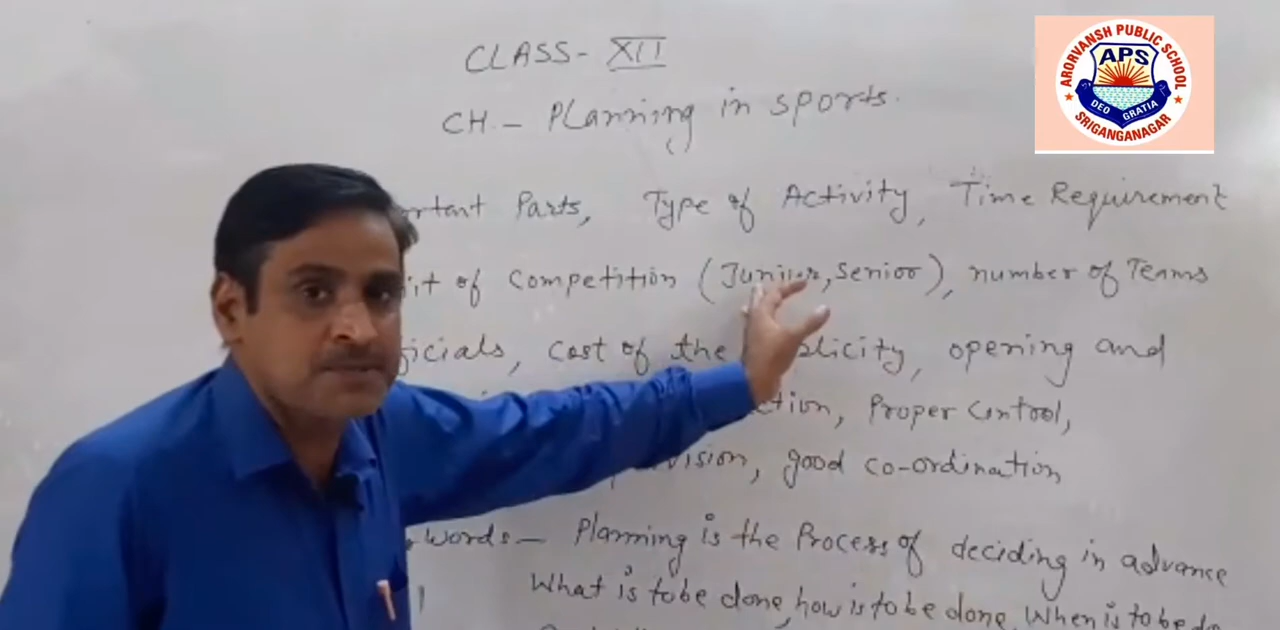 CLASS - XII
CH. - Planning in sports.
Parts, Type of Activity, Time Requirement
of Competition (Junior, Senior), number of Teams
Cost of the opening and
Proper Control,
good co-ordination
words - Planning is the Process of deciding in advance
What is to be done, how is to be done, When is to be
ARORVANSH PUBLIC SCHOOL
APS
DEO GRATIA
SRIGANGANAGAR